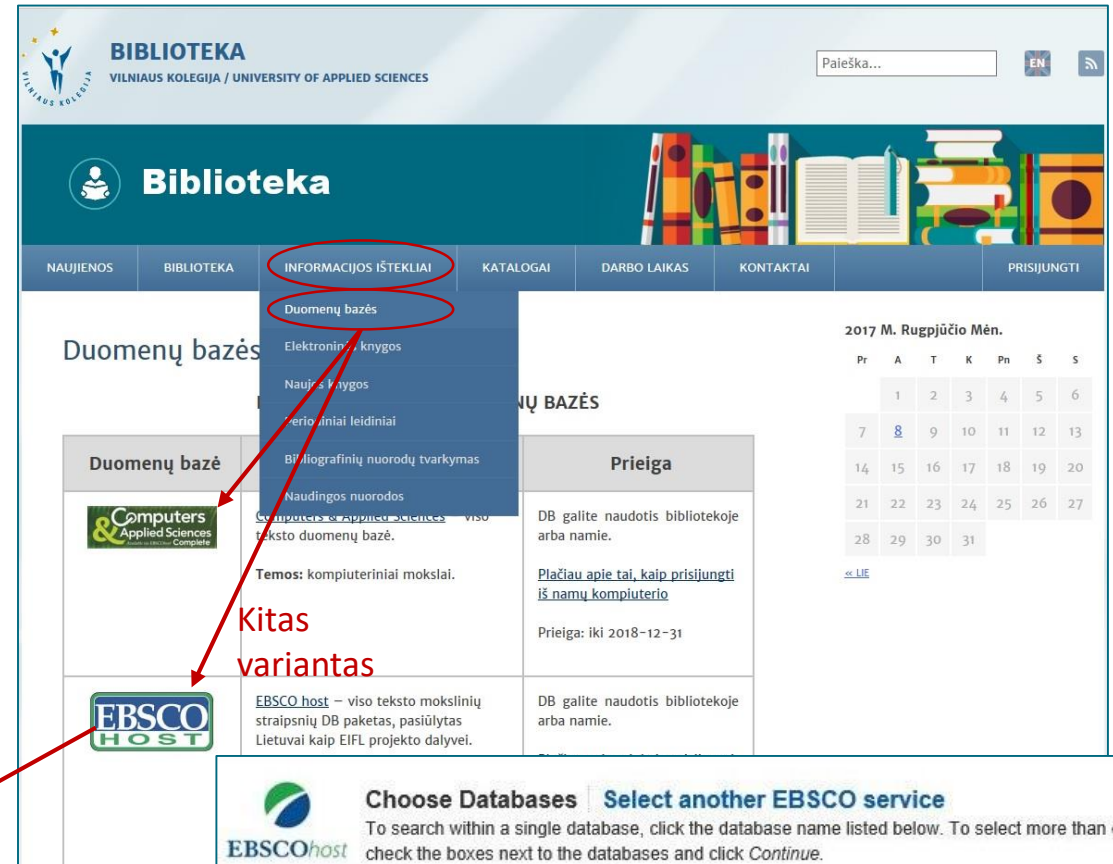 BIBLIOTEKA
VILNIAUS KOLEGIJA / UNIVERSITY OF APPLIED SCIENCES
VILNIAUS KOLEGIJA
Paieška...
EN
Biblioteka
NAUJIENOS BIBLIOTEKA INFORMACIJOS IŠTEKLIAI KATALOGAI DARBO LAIKAS KONTAKTAI PRISIJUNGTI
Duomenų bazės
Elektroninės knygos
Naujos knygos
Periodiniai leidiniai
Bibliografinių nuorodų tvarkymas
Naudingos nuorodos
Duomenų bazės
BAZĖS
Duomenų bazė Prieiga
Computers
& Applied Sciences
Complete
Computers & Applied Sciences – viso
teksto duomenų bazė.
Temos: kompiuteriniai mokslai.
DB galite naudotis bibliotekoje
arba namie.
Plačiau apie tai, kaip prisijungti
iš namų kompiuterio
Prieiga: iki 2018-12-31
Kitas
variantas
EBSCO
HOST
EBSCO host – viso teksto mokslinių
straipsnių DB paketas, pasiūlytas
Lietuvai kaip EIFL projekto dalyvei.
DB galite naudotis bibliotekoje
arba namie.
2017 M. Rugpjūčio Mėn.
Pr A T K Pn Š S
1 2 3 4 5 6
7 8 9 10 11 12 13
14 15 16 17 18 19 20
21 22 23 24 25 26 27
28 29 30 31
« LIE
EBSCOhost
Choose Databases Select another EBSCO service
To search within a single database, click the database name listed below. To select more than
check the boxes next to the databases and click Continue.